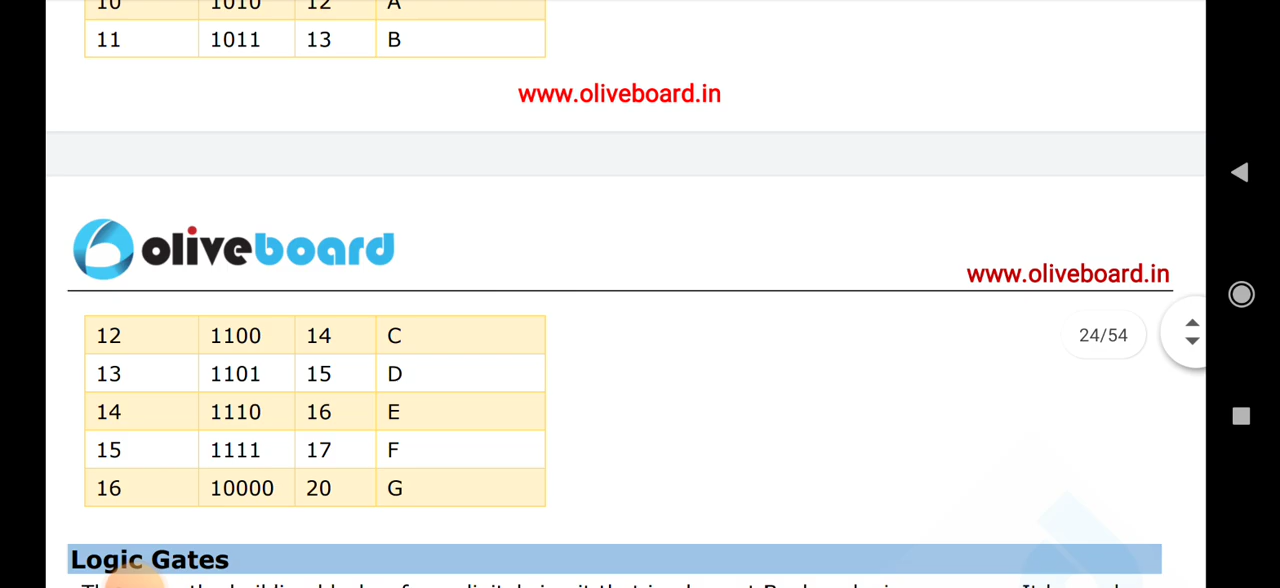 10 1010 12 A
11 1011 13 B
www.oliveboard.in
oliveboard
www.oliveboard.in
12 1100 14 C
24/54
13 1101 15 D
14 1110 16 E
15 1111 17 F
16 10000 20 G
Logic Gates